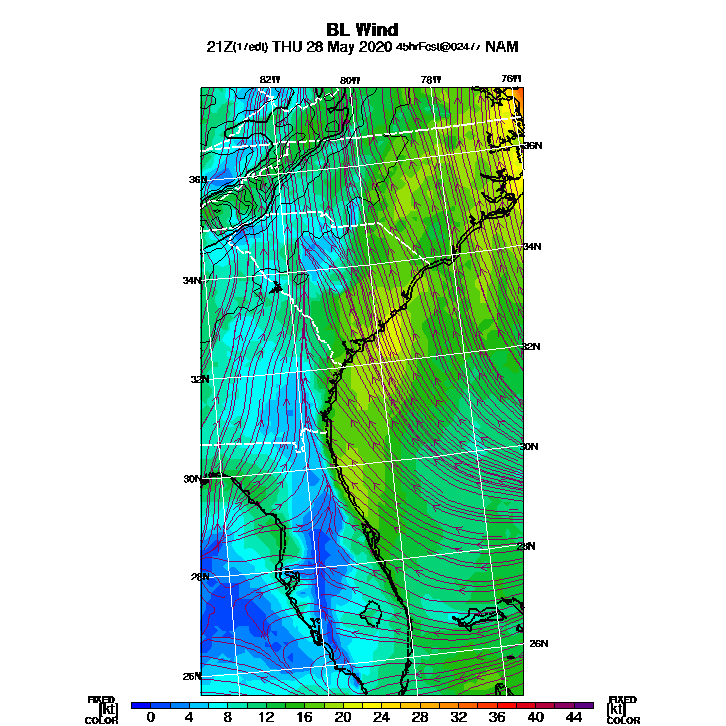 BL Wind
21Z(17edt) THU 28 May 2020 NAM
82W 80W 78W 76W
36N 36N
34N 34N
32N 32N
30N 30N
28N 28N
26N 26N
FIXED [kt] COLOR 0 4 8 12 16 20 24 28 32 36 40 44 FIXED [kt] COLOR